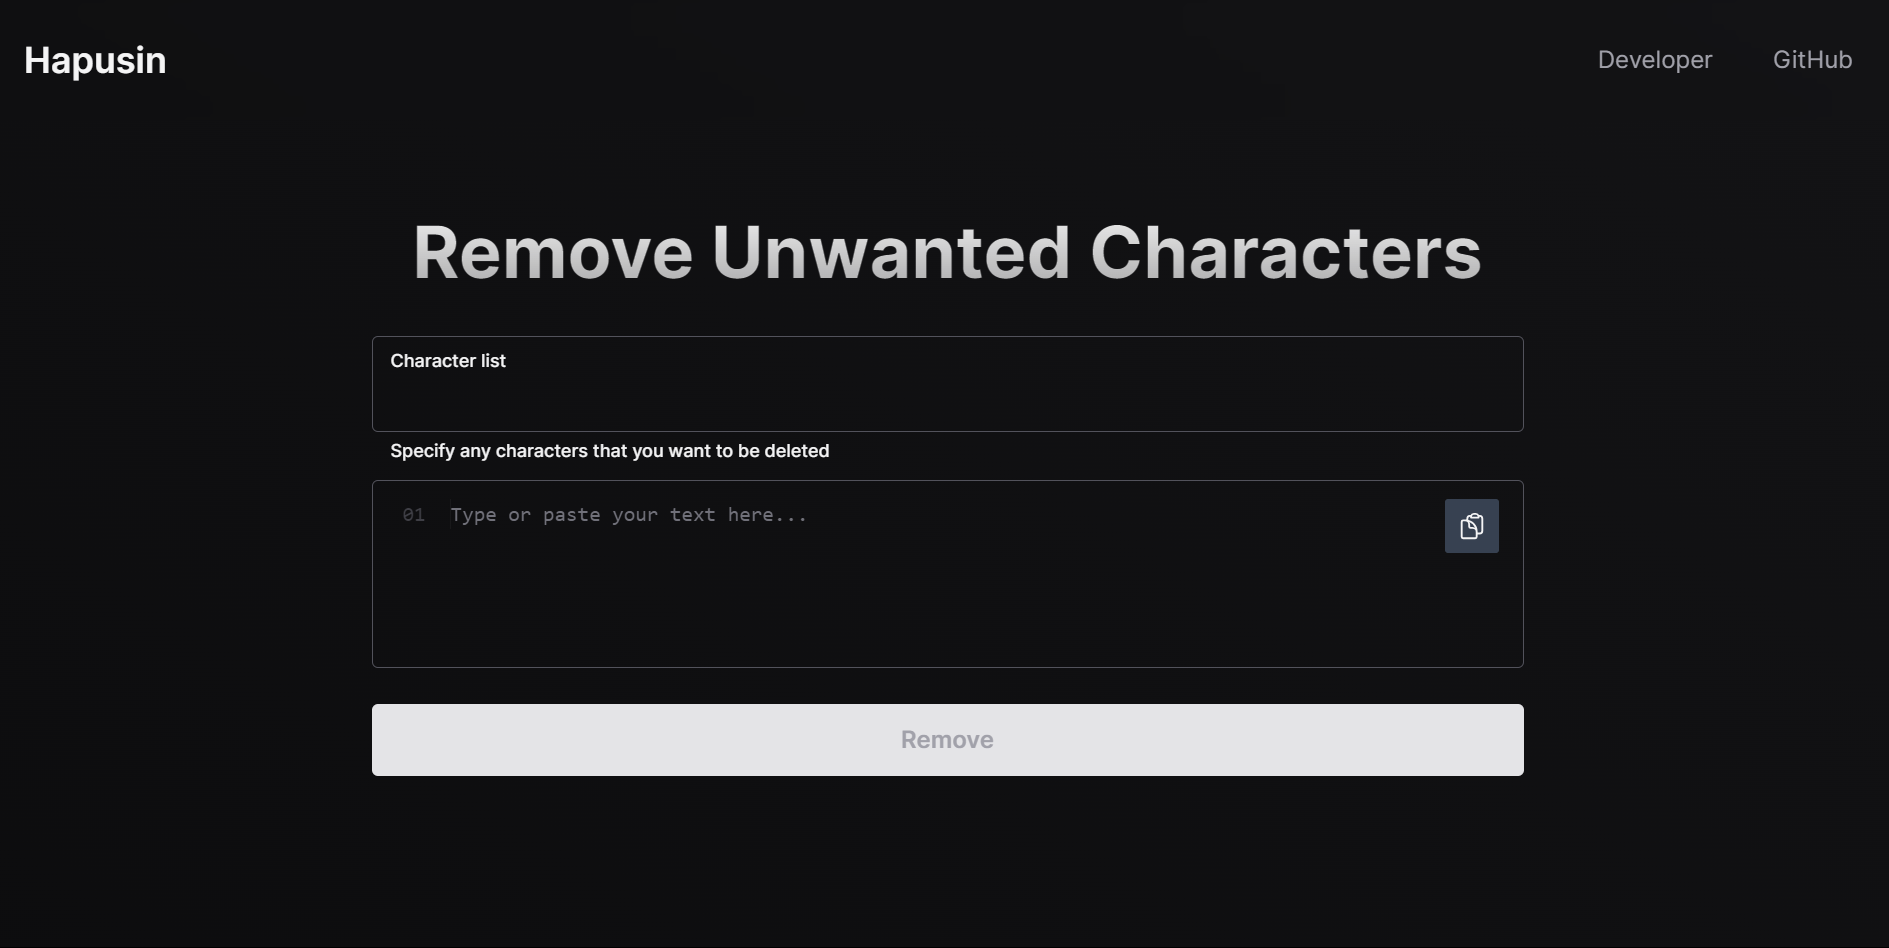 Hapusin
Developer
GitHub
Remove Unwanted Characters
Character list
Specify any characters that you want to be deleted
01 Type or paste your text here...
Remove